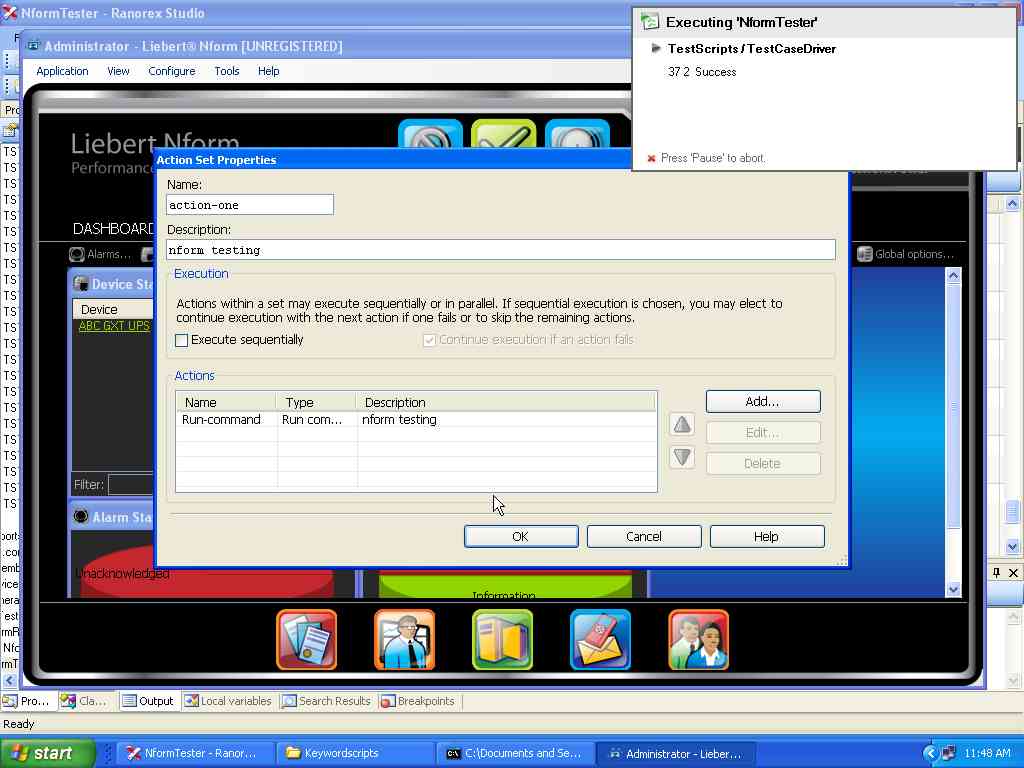 NformTester - Ranorex Studio
Executing 'NformTester'
TestScripts / TestCaseDriver
37 2 Success
Press 'Pause' to abort.
Administrator - Liebert® Nform [UNREGISTERED]
Application View Configure Tools Help
Liebert Nform
Action Set Properties
Name:
action-one
Description:
nform testing
DASHBOARD
Alarms...
Global options...
Execution
Actions within a set may execute sequentially or in parallel. If sequential execution is chosen, you may elect to
continue execution with the next action if one fails or to skip the remaining actions.
Execute sequentially
Continue execution if an action fails
Device Sta
Device
ABC GXT UPS
Actions
Name Type Description
Run-command Run com... nform testing
Add...
Edit...
Delete
Filter:
Alarm Sta
OK Cancel Help
Unacknowledged
Information
Pro... Cla... Output Local variables Search Results Breakpoints
Ready
start NformTester - Ranor... Keywordscripts C:\Documents and Se... Administrator - Lieber... 11:48 AM